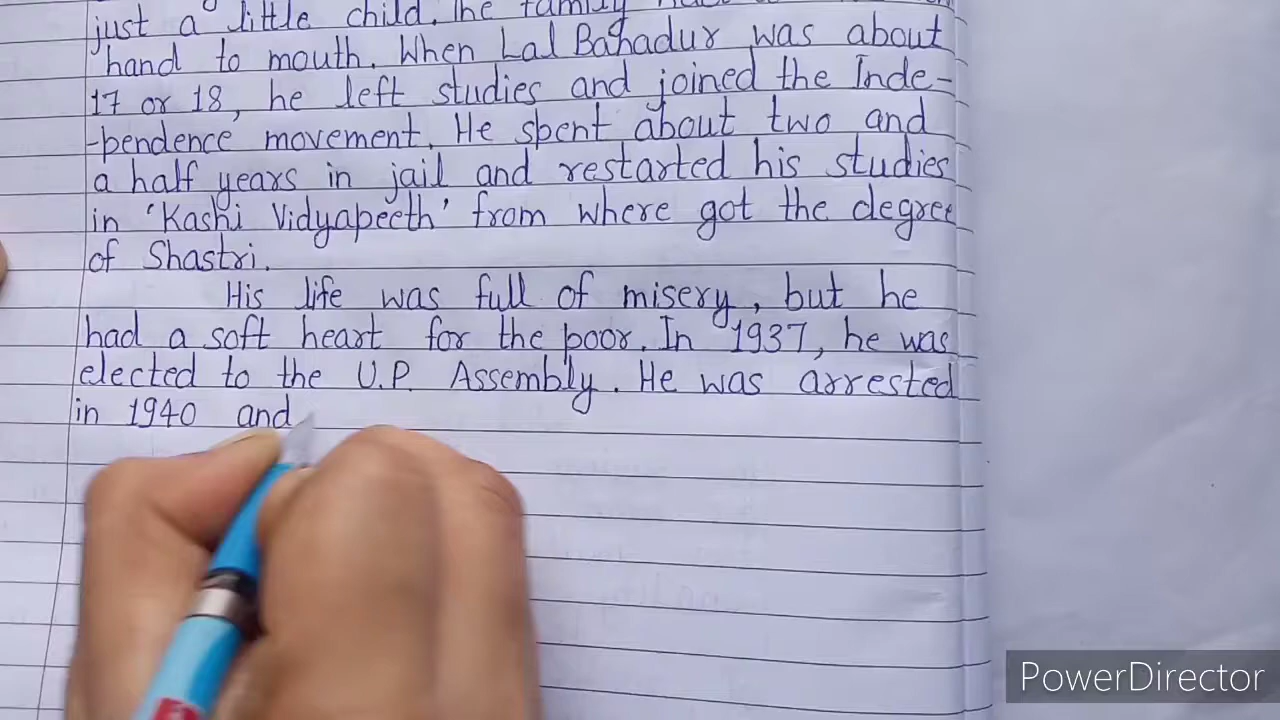 just a little child. The family
hand to mouth. When Lal Bahadur was about
17 or 18, he left studies and joined the Inde-
-pendence movement. He spent about two and
a half years in jail and restarted his studies
in 'Kashi Vidyapeeth' from where got the degree
of Shastri.
His life was full of misery, but he
had a soft heart for the poor. In 1937, he was
elected to the U.P. Assembly. He was arrested
in 1940 and
PowerDirector